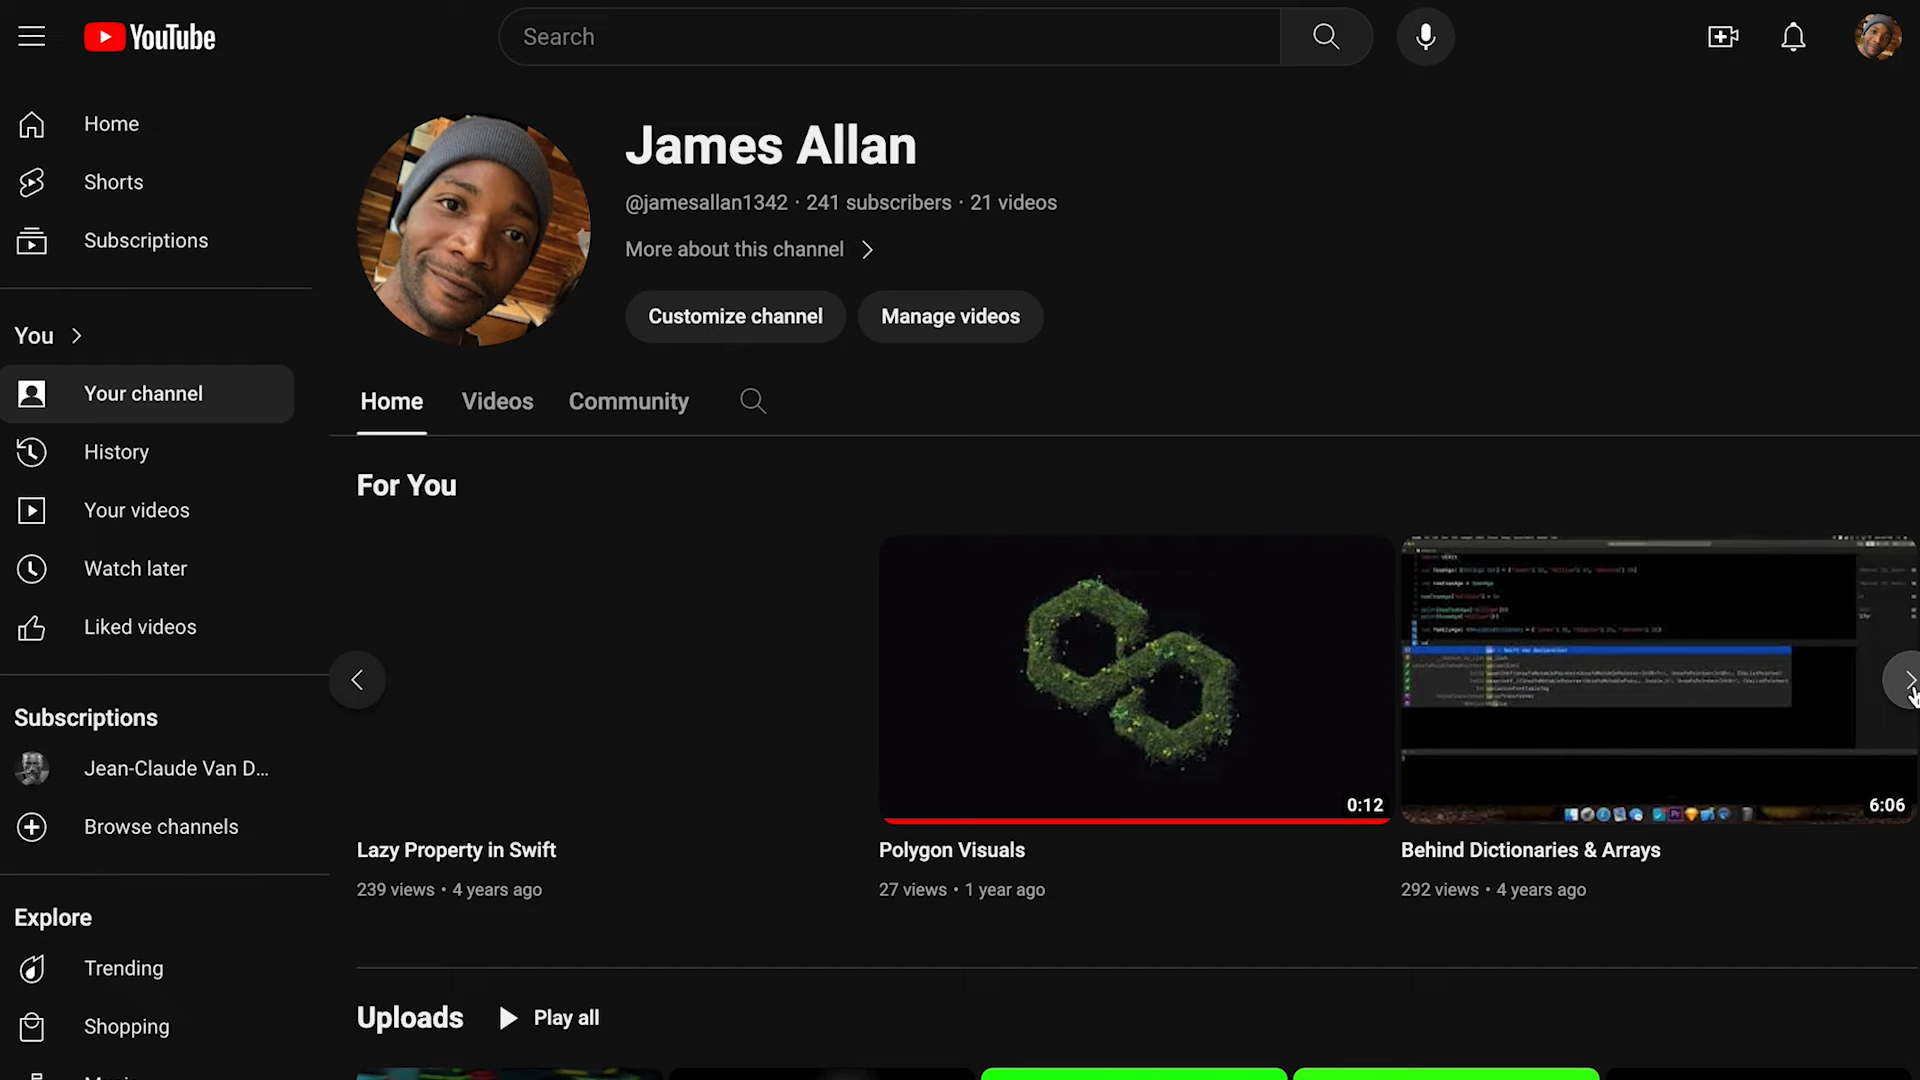 YouTube
Search
Home
Shorts
Subscriptions
You
Your channel
History
Your videos
Watch later
Liked videos
Subscriptions
Jean-Claude Van D...
Browse channels
Explore
Trending
Shopping
James Allan
@jamesallan1342 · 241 subscribers · 21 videos
More about this channel
Customize channel
Manage videos
Home
Videos
Community
For You
0:12
6:06
Lazy Property in Swift
239 views • 4 years ago
Polygon Visuals
27 views • 1 year ago
Behind Dictionaries & Arrays
292 views • 4 years ago
Uploads
Play all